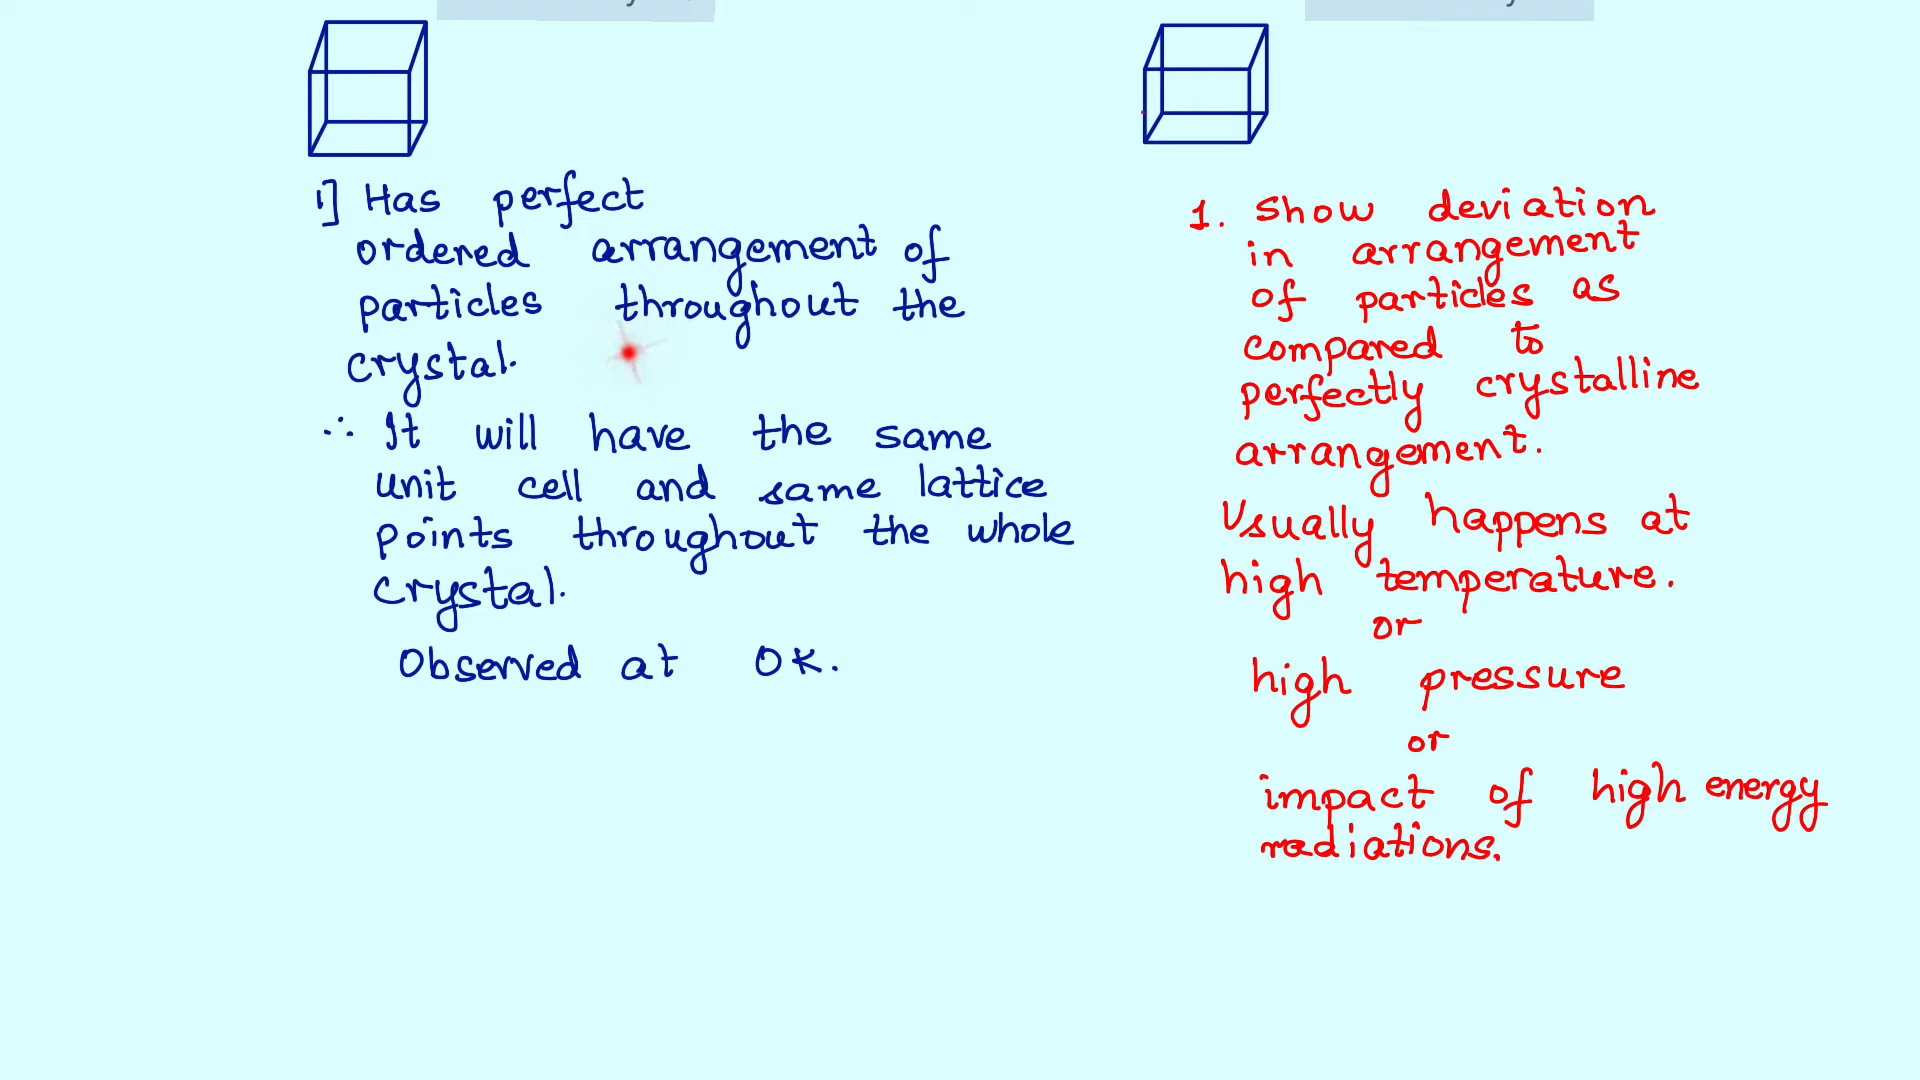 1] Has perfect
ordered arrangement of
particles throughout the
crystal.
∴ It will have the same
unit cell and same lattice
points throughout the whole
crystal.
Observed at OK.
1. Show deviation
in arrangement
of particles as
compared to
perfectly crystalline
arrangement.
Usually happens at
high temperature.
or
high pressure
or
impact of high energy
radiations.